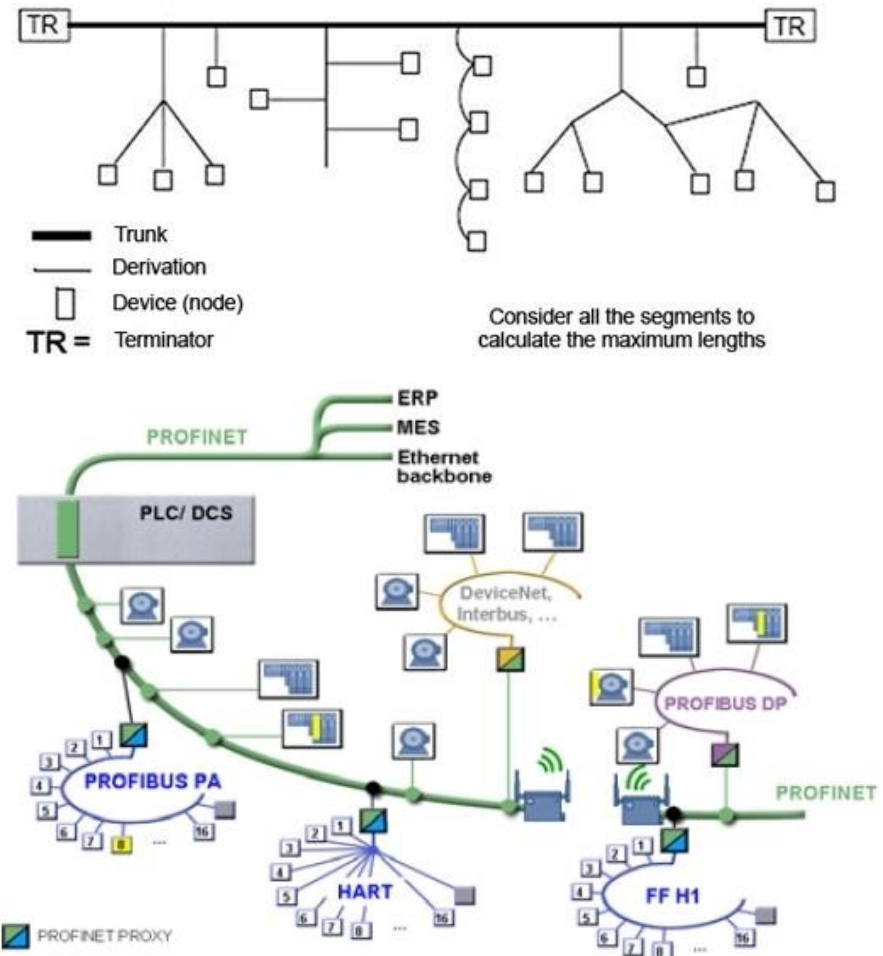 TR
TR
Trunk
Derivation
Device (node)
TR = Terminator
Consider all the segments to
calculate the maximum lengths
ERP
MES
Ethernet
backbone
PROFINET
PLC/ DCS
DeviceNet,
Interbus, ...
PROFIBUS DP
PROFINET
PROFIBUS PA
1
2
3
4
5
6
7
8
...
16
HART
1
2
3
4
5
6
7
8
...
16
FF H1
1
2
3
4
5
6
7
8
...
16
PROFINET PROXY